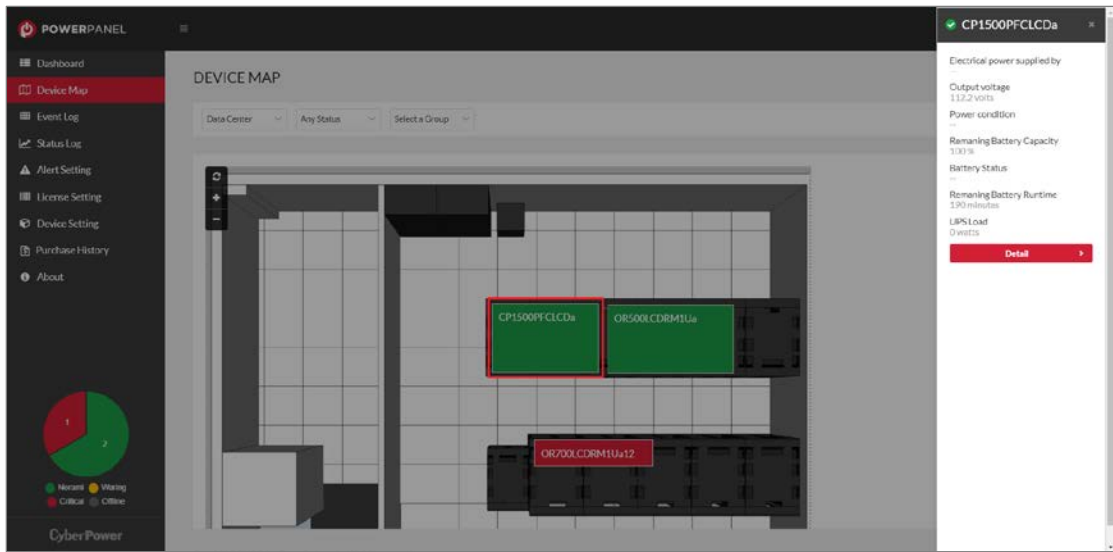 POWERPANEL
Dashboard
Device Map
Event Log
Status Log
Alert Setting
License Setting
Device Setting
Purchase History
About
1
2
Noraml Waring
Critical Offline
CyberPower
DEVICE MAP
Data Center Any Status Select a Group
+
−
CP1500PFCLCDa
OR500LCDRM1Ua
OR700LCDRM1Ua12
CP1500PFCLCDa ×
Electrical power supplied by
--
Output voltage
112.2 volts
Power condition
--
Remaning Battery Capacity
100 %
Battery Status
--
Remaning Battery Runtime
190 minutes
UPS Load
0 watts
Detail